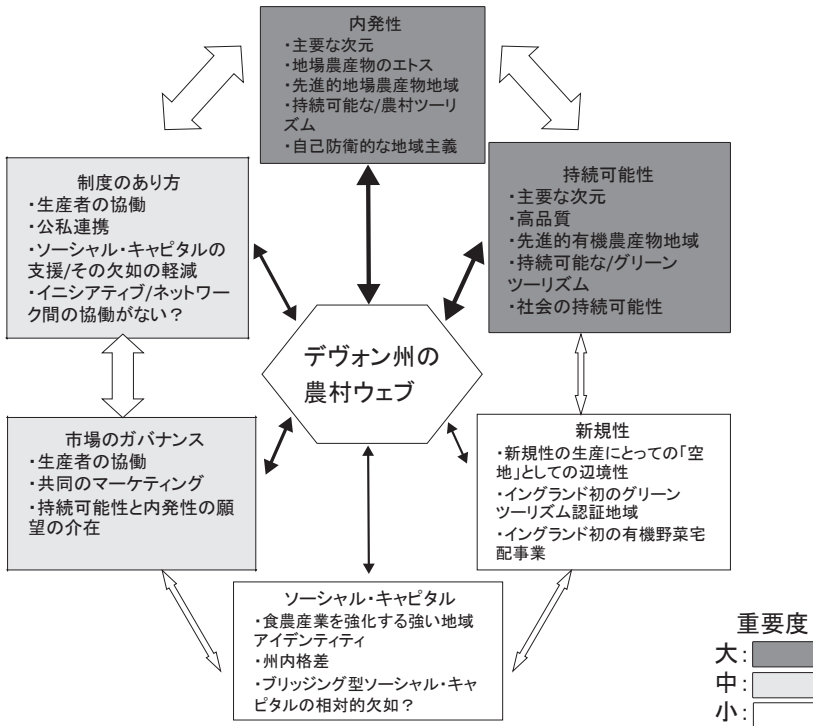 内発性
・主要な次元
・地場農産物のエトス
・先進的地場農産物地域
・持続可能な/農村ツーリ
ズム
・自己防衛的な地域主義
制度のあり方
・生産者の協働
・公私連携
・ソーシャル・キャピタルの
支援/その欠如の軽減
・イニシアティブ/ネットワー
ク間の協働がない？
持続可能性
・主要な次元
・高品質
・先進的有機農産物地域
・持続可能な/グリーン
ツーリズム
・社会の持続可能性
デヴォン州の
農村ウェブ
市場のガバナンス
・生産者の協働
・共同のマーケティング
・持続可能性と内発性の願
望の介在
新規性
・新規性の生産にとっての「空
地」としての辺境性
・イングランド初のグリーン
ツーリズム認証地域
・イングランド初の有機野菜宅
配事業
ソーシャル・キャピタル
・食農産業を強化する強い地域
アイデンティティ
・州内格差
・ブリッジング型ソーシャル・キャ
ピタルの相対的欠如？
重要度
大：
中：
小：